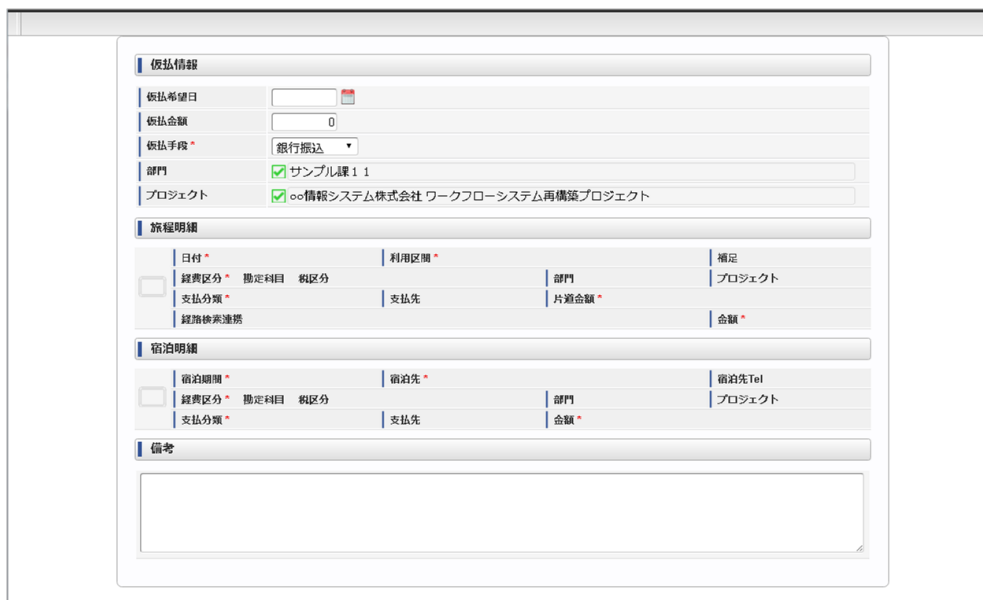 仮払情報
仮払希望日
仮払金額 0
仮払手段* 銀行振込
部門 サンプル課１１
プロジェクト ○○情報システム株式会社 ワークフローシステム再構築プロジェクト
旅程明細
日付* 利用区間* 補足
経費区分* 勘定科目 税区分 部門 プロジェクト
支払分類* 支払先 片道金額*
経路検索連携 金額*
宿泊明細
宿泊期間* 宿泊先* 宿泊先Tel
経費区分* 勘定科目 税区分 部門 プロジェクト
支払分類* 支払先 金額*
備考